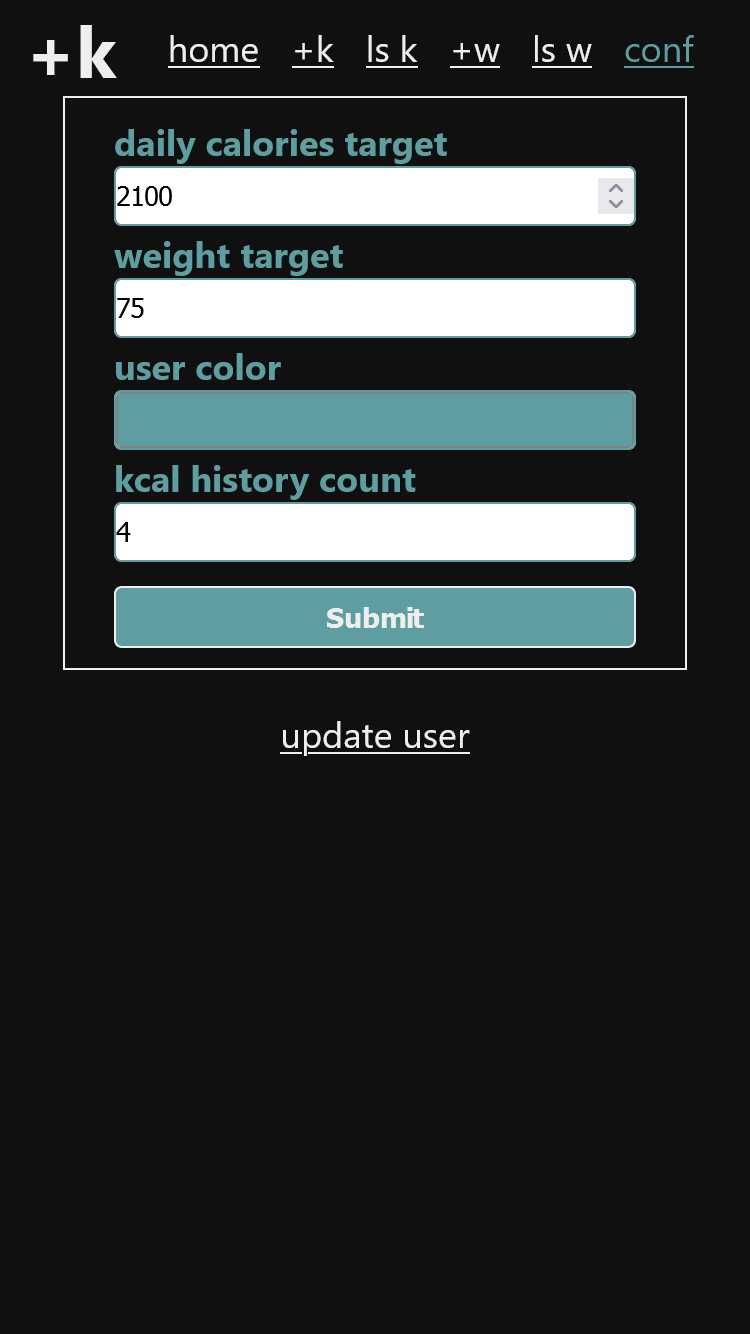 +k home +k ls k +w ls w conf
daily calories target
2100
weight target
75
user color
kcal history count
4
Submit
update user